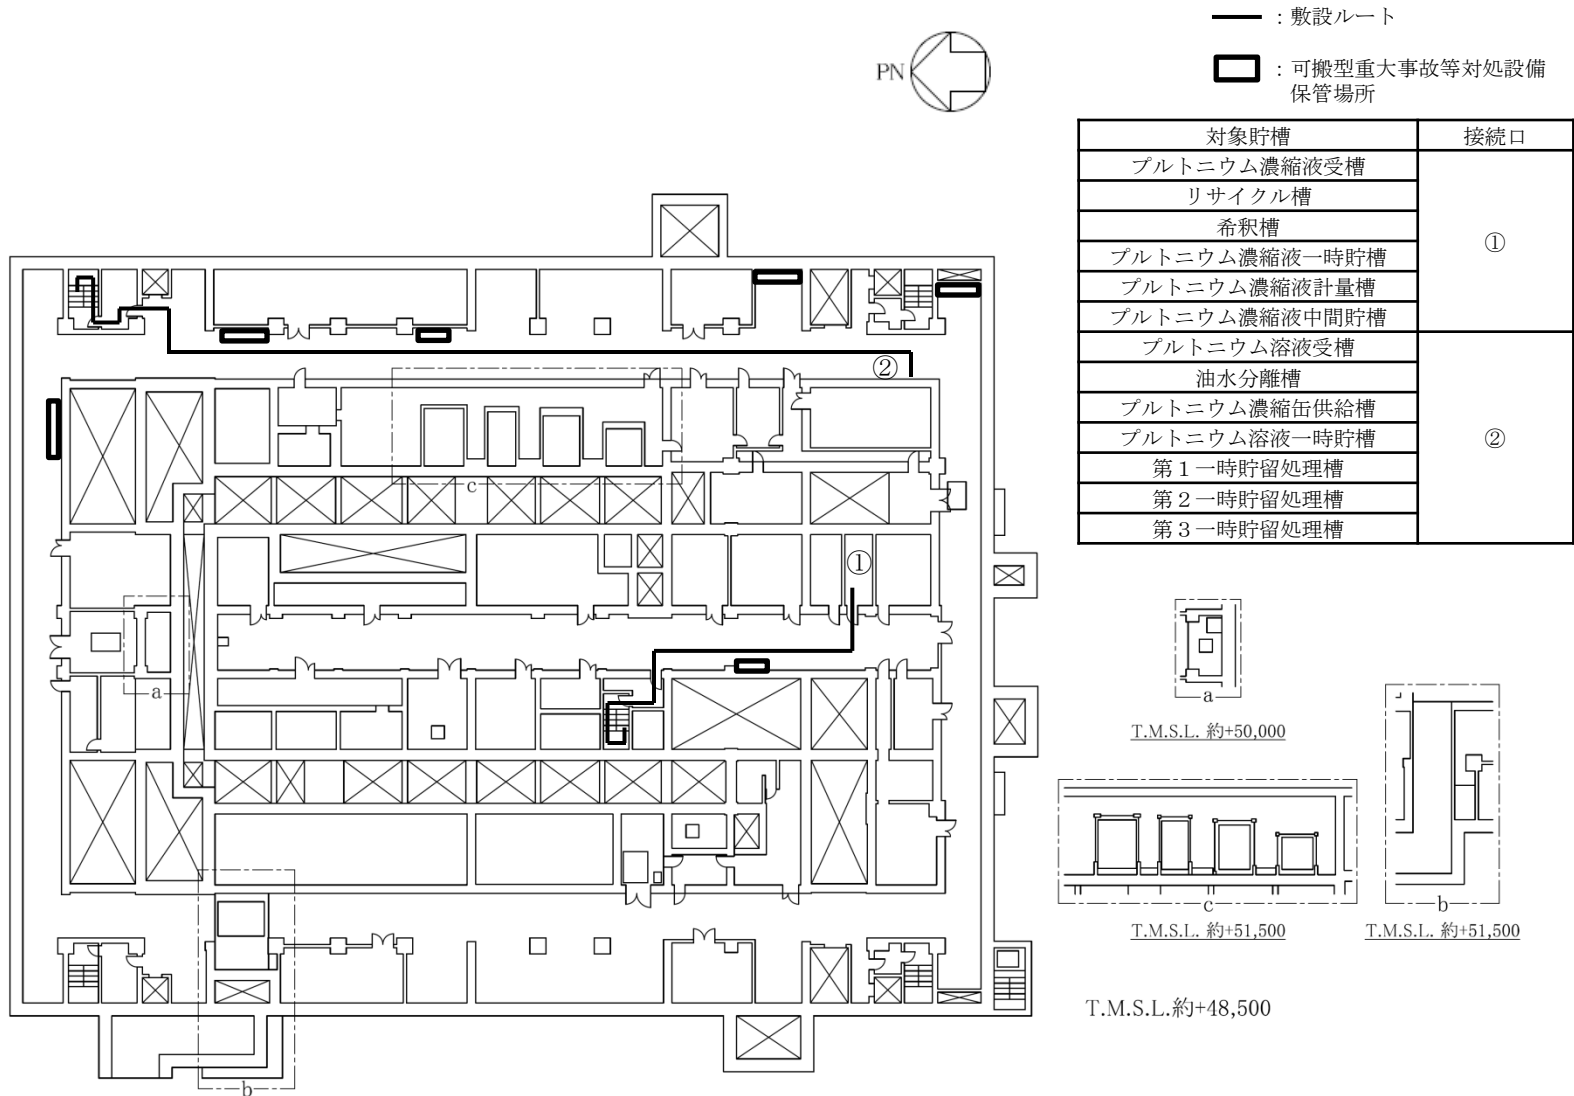 ：敷設ルート
PN
：可搬型重大事故等対処設備
保管場所
対象貯槽 接続口
プルトニウム濃縮液受槽
リサイクル槽
希釈槽
①
プルトニウム濃縮液一時貯槽
プルトニウム濃縮液計量槽
プルトニウム濃縮液中間貯槽
プルトニウム溶液受槽
油水分離槽
プルトニウム濃縮缶供給槽
プルトニウム溶液一時貯槽
②
第１一時貯留処理槽
第２一時貯留処理槽
第３一時貯留処理槽
②
c
①
a
a
T.M.S.L. 約+50,000
c
T.M.S.L. 約+51,500
b
T.M.S.L. 約+51,500
T.M.S.L.約+48,500
b